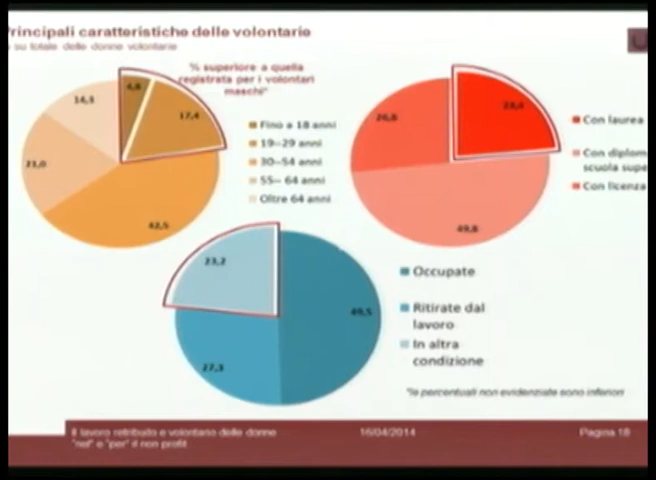 Principali caratteristiche delle volontarie
su totale delle donne volontarie
% superiore a quella
registrata per i volontari
maschi*
4,8
17,4
14,3
21,0
42,5
Fino a 18 anni
19-29 anni
30-54 anni
55- 64 anni
Oltre 64 anni
26,8
49,8
Con laurea
Con diplom
scuola supe
Con licenza
23,2
49,5
27,3
Occupate
Ritirate dal
lavoro
In altra
condizione
*le percentuali non evidenziate sono inferiori
Il lavoro retribuito e volontario delle donne
"nel" e "per" il non profit
16/04/2014
Pagina 18